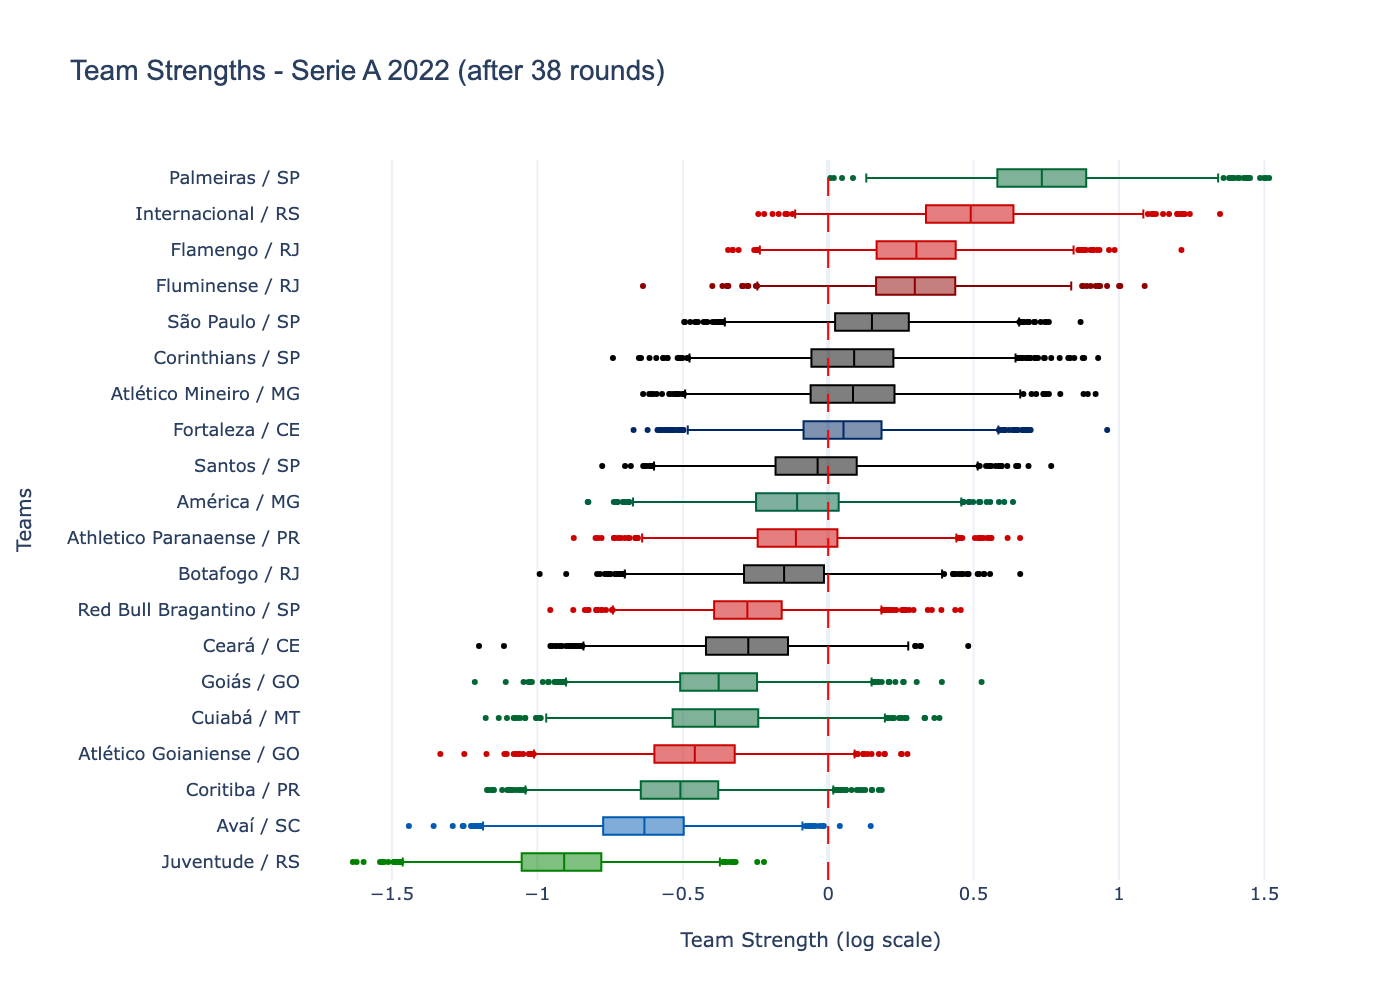 Team Strengths - Serie A 2022 (after 38 rounds)
Palmeiras / SP
Internacional / RS
Flamengo / RJ
Fluminense / RJ
São Paulo / SP
Corinthians / SP
Atlético Mineiro / MG
Fortaleza / CE
Santos / SP
América / MG
Athletico Paranaense / PR
Botafogo / RJ
Red Bull Bragantino / SP
Ceará / CE
Goiás / GO
Cuiabá / MT
Atlético Goianiense / GO
Coritiba / PR
Avaí / SC
Juventude / RS
Teams
−1.5 −1 −0.5 0 0.5 1 1.5
Team Strength (log scale)